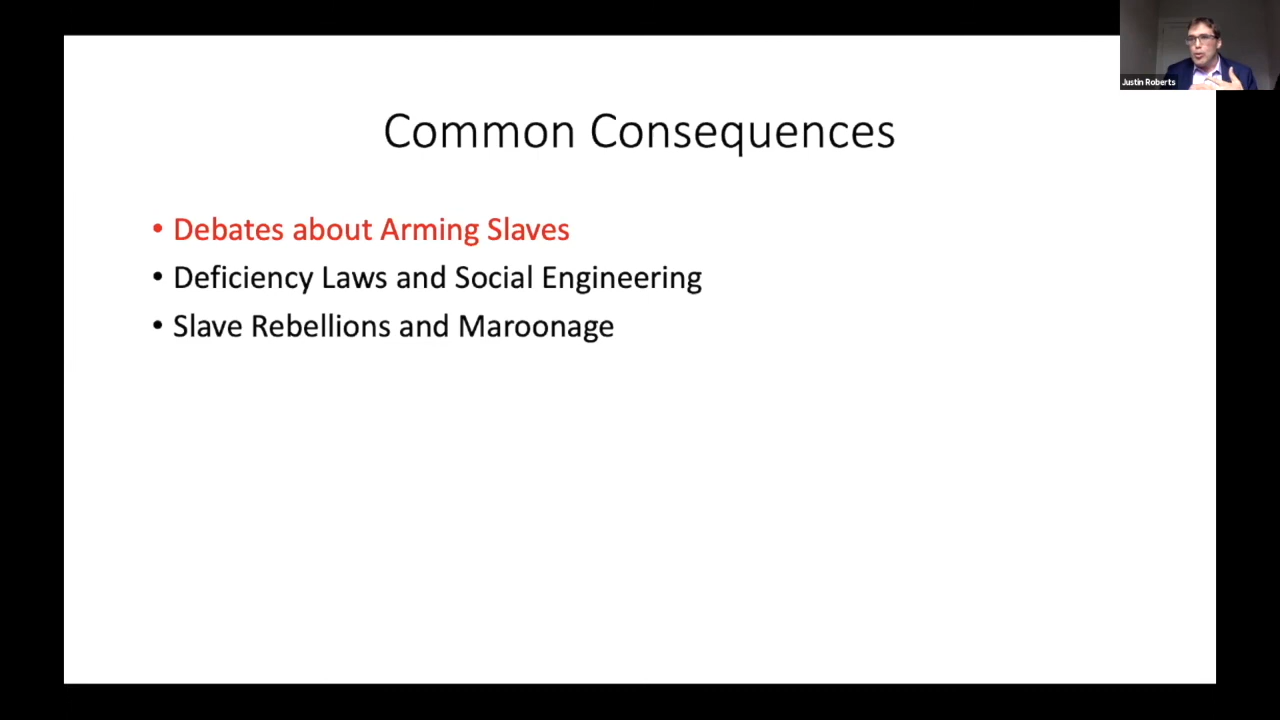 Justin Roberts
Common Consequences
• Debates about Arming Slaves
• Deficiency Laws and Social Engineering
• Slave Rebellions and Maroonage